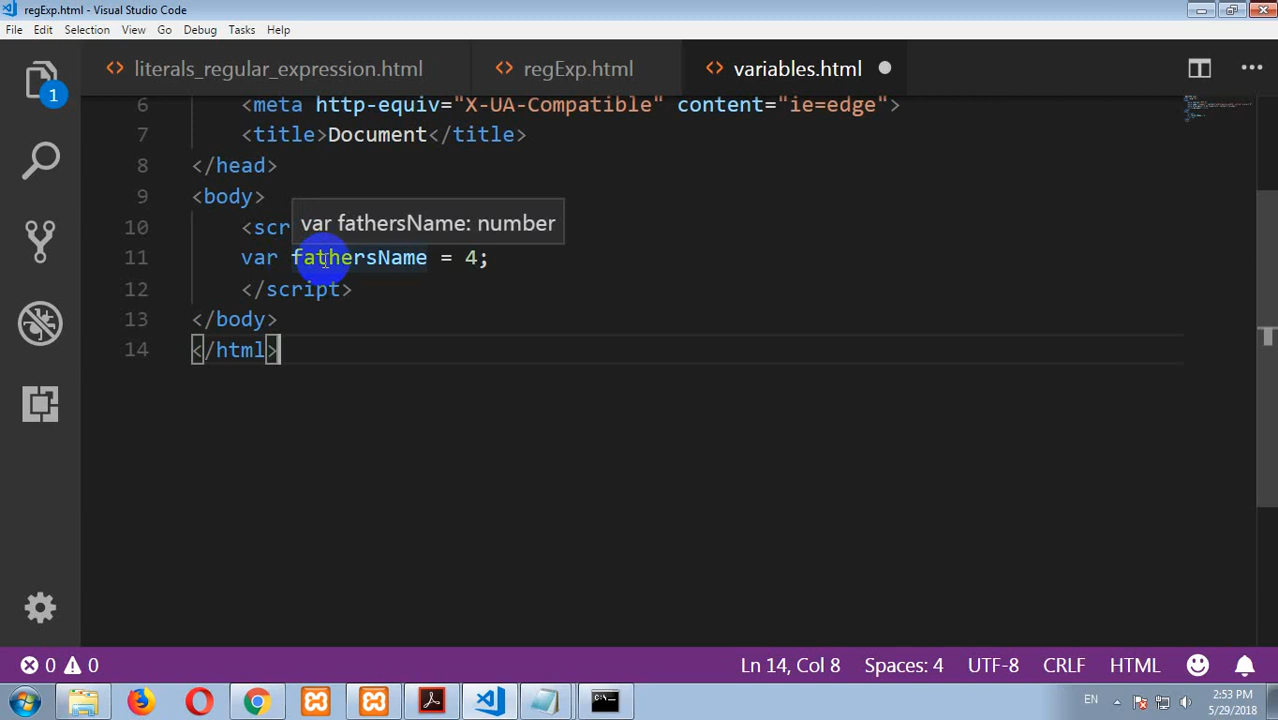 regExp.html - Visual Studio Code
File Edit Selection View Go Debug Tasks Help
literals_regular_expression.html regExp.html variables.html
1
6 <meta http-equiv="X-UA-Compatible" content="ie=edge">
7 <title>Document</title>
8 </head>
9 <body>
var fathersName: number
10 <scr
11 var fathersName = 4;
12 </script>
13 </body>
14 </html>
0 0 Ln 14, Col 8 Spaces: 4 UTF-8 CRLF HTML
EN 2:53 PM
5/29/2018